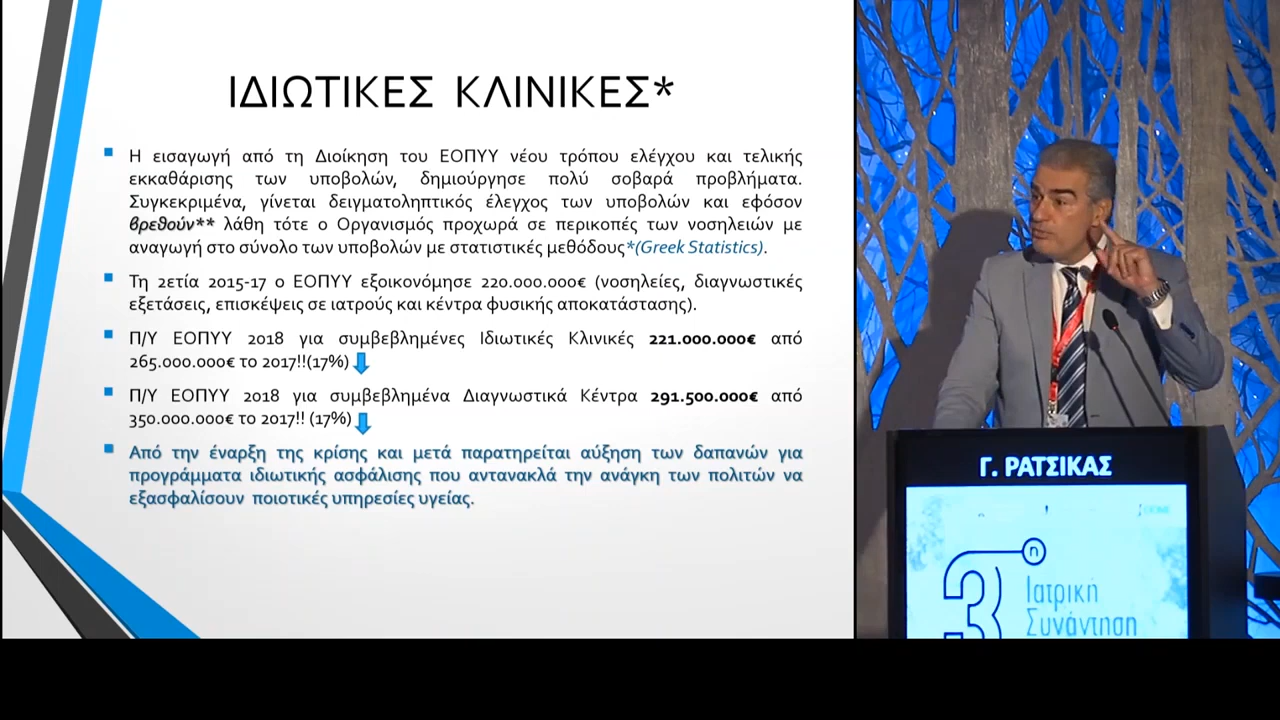 ΙΔΙΩΤΙΚΕΣ ΚΛΙΝΙΚΕΣ*
Η εισαγωγή από τη Διοίκηση του ΕΟΠΥΥ νέου τρόπου ελέγχου και τελικής
εκκαθάρισης των υποβολών, δημιούργησε πολύ σοβαρά προβλήματα.
Συγκεκριμένα, γίνεται δειγματοληπτικός έλεγχος των υποβολών και εφόσον
βρεθούν** λάθη τότε ο Οργανισμός προχωρά σε περικοπές των νοσηλειών με
αναγωγή στο σύνολο των υποβολών με στατιστικές μεθόδους*(Greek Statistics).
Τη 2ετία 2015-17 ο ΕΟΠΥΥ εξοικονόμησε 220.000.000€ (νοσηλείες, διαγνωστικές
εξετάσεις, επισκέψεις σε ιατρούς και κέντρα φυσικής αποκατάστασης).
Π/Υ ΕΟΠΥΥ 2018 για συμβεβλημένες Ιδιωτικές Κλινικές 221.000.000€ από
265.000.000€ το 2017!!(17%)
Π/Υ ΕΟΠΥΥ 2018 για συμβεβλημένα Διαγνωστικά Κέντρα 291.500.000€ από
350.000.000€ το 2017!! (17%)
Από την έναρξη της κρίσης και μετά παρατηρείται αύξηση των δαπανών για
προγράμματα ιδιωτικής ασφάλισης που αντανακλά την ανάγκη των πολιτών να
εξασφαλίσουν ποιοτικές υπηρεσίες υγείας.
Γ. ΡΑΤΣΙΚΑΣ
3η
Ιατρική
Συνάντηση